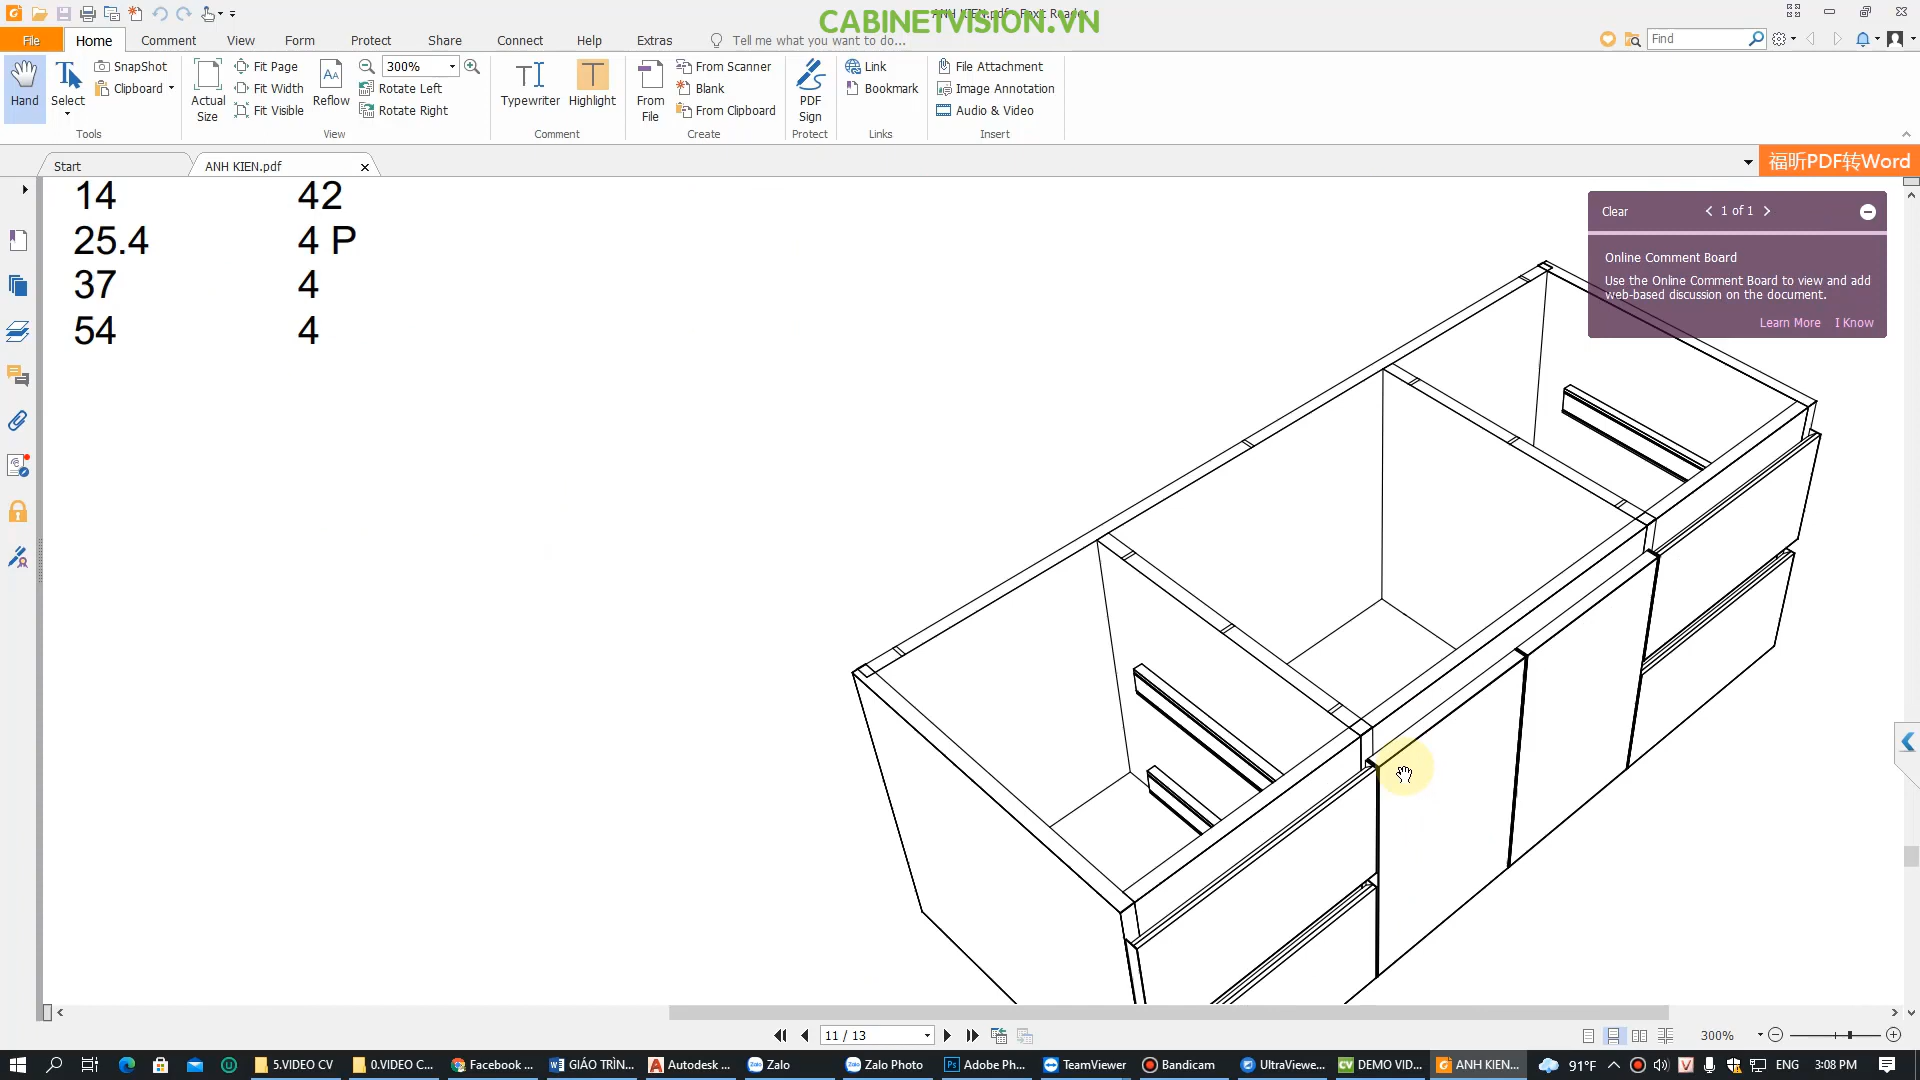 CABINETVISION.VN
File
Home
Comment
View
Form
Protect
Share
Connect
Help
Extras
Tell me what you want to do...
Find
Hand
Select
SnapShot
Clipboard
Tools
Actual Size
Fit Page
Fit Width
Fit Visible
Reflow
300%
Rotate Left
Rotate Right
View
Typewriter
Highlight
Comment
From File
From Scanner
Blank
From Clipboard
Create
PDF Sign
Protect
Link
Bookmark
Links
File Attachment
Image Annotation
Audio & Video
Insert
Start
ANH KIEN.pdf
福昕PDF转Word
14 42
25.4 4 P
37 4
54 4
Clear
1 of 1
Online Comment Board
Use the Online Comment Board to view and add
web-based discussion on the document.
Learn More I Know
11 / 13
300%
5.VIDEO CV
0.VIDEO C...
Facebook ...
GIÁO TRÌN...
Autodesk ...
Zalo
Zalo Photo
Adobe Ph...
TeamViewer
Bandicam
UltraViewe...
DEMO VID...
ANH KIEN...
91°F
ENG
3:08 PM